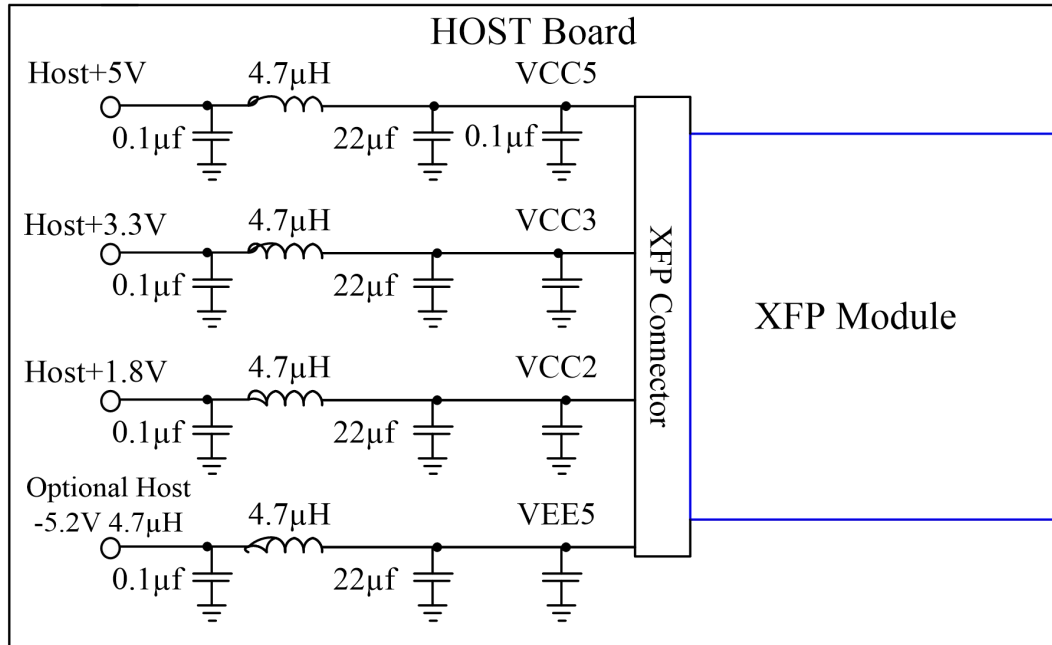 HOST Board
Host+5V
4.7μH
VCC5
0.1μf
22μf
0.1μf
Host+3.3V
4.7μH
VCC3
0.1μf
22μf
Host+1.8V
4.7μH
VCC2
0.1μf
22μf
Optional Host
-5.2V 4.7μH
4.7μH
VEE5
0.1μf
22μf
XFP Connector
XFP Module